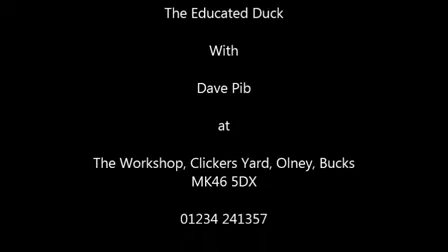 The Educated Duck
With
Dave Pib
at
The Workshop, Clickers Yard, Olney, Bucks
MK46 5DX
01234 241357